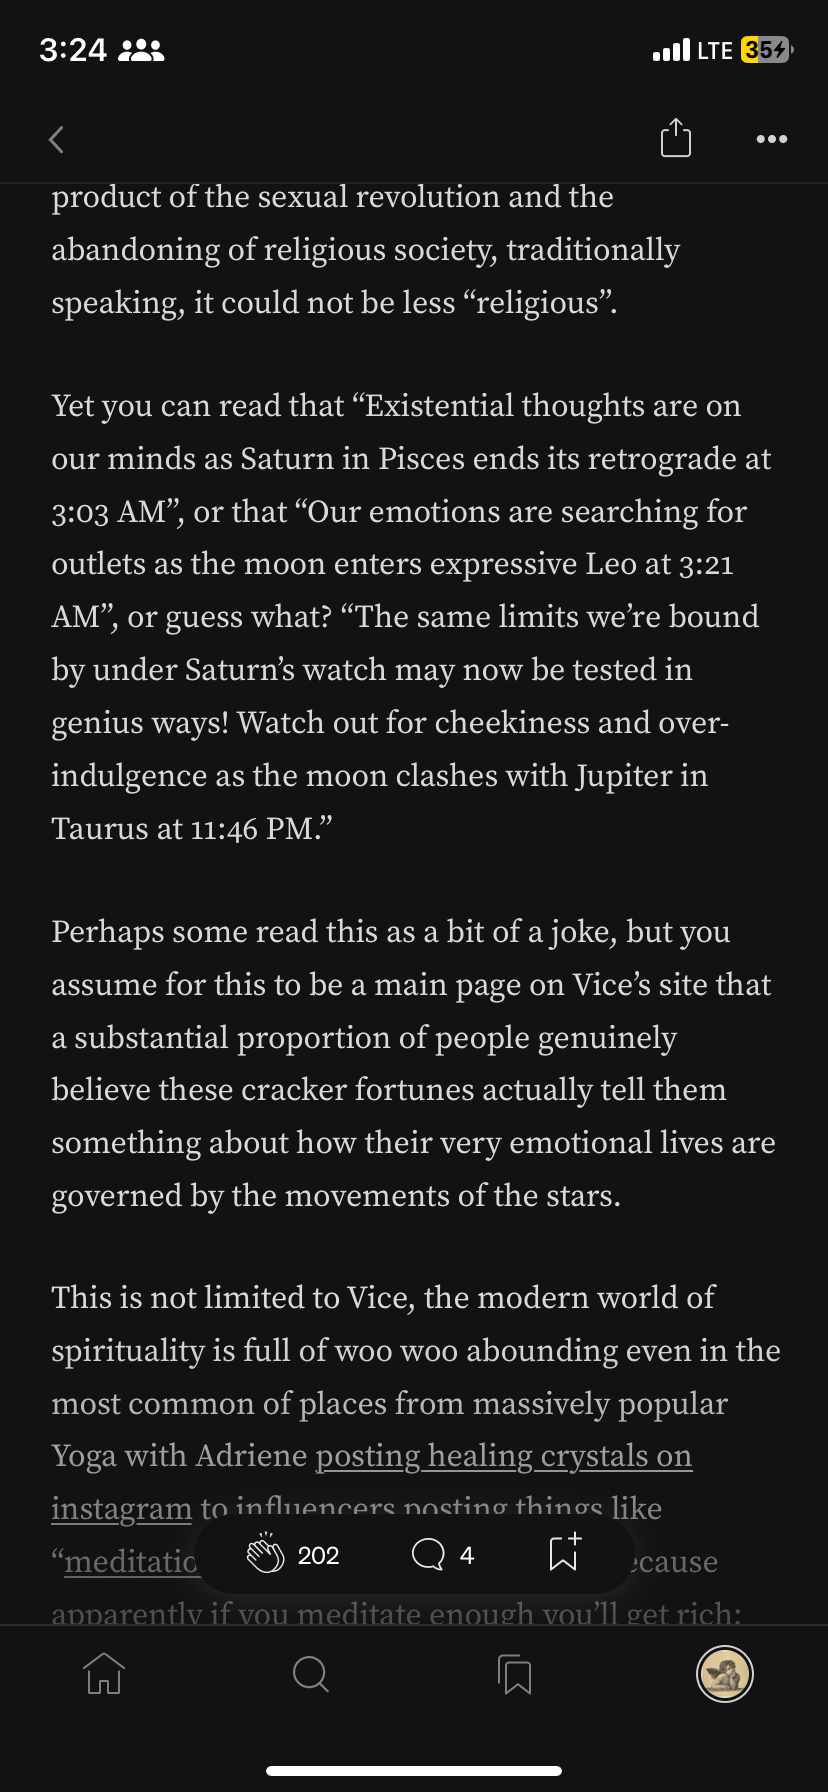 3:24
LTE
35
product of the sexual revolution and the
abandoning of religious society, traditionally
speaking, it could not be less “religious”.
Yet you can read that “Existential thoughts are on
our minds as Saturn in Pisces ends its retrograde at
3:03 AM”, or that “Our emotions are searching for
outlets as the moon enters expressive Leo at 3:21
AM”, or guess what? “The same limits we’re bound
by under Saturn’s watch may now be tested in
genius ways! Watch out for cheekiness and over-
indulgence as the moon clashes with Jupiter in
Taurus at 11:46 PM.”
Perhaps some read this as a bit of a joke, but you
assume for this to be a main page on Vice’s site that
a substantial proportion of people genuinely
believe these cracker fortunes actually tell them
something about how their very emotional lives are
governed by the movements of the stars.
This is not limited to Vice, the modern world of
spirituality is full of woo woo abounding even in the
most common of places from massively popular
Yoga with Adriene posting healing crystals on
instagram to influencers posting things like
“meditatio ecause
apparently if you meditate enough you’ll get rich:
202
4